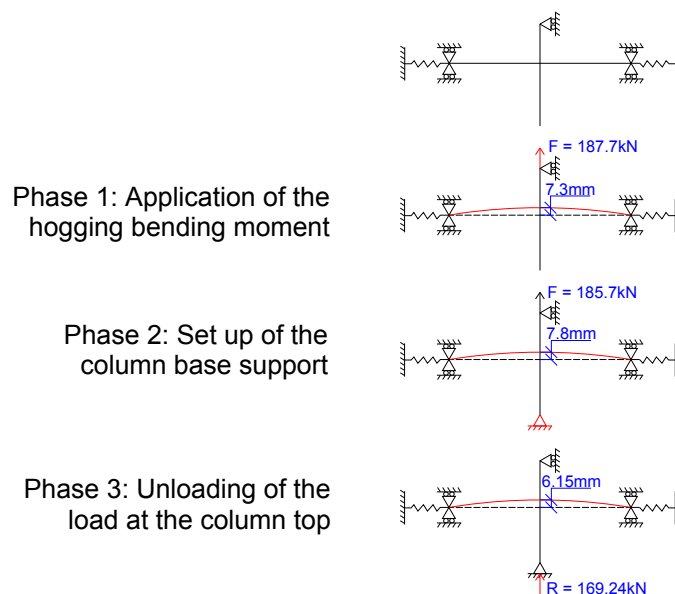 F = 187.7kN
Phase 1: Application of the
hogging bending moment
7.3mm
F = 185.7kN
Phase 2: Set up of the
column base support
7.8mm
Phase 3: Unloading of the
load at the column top
6.15mm
R = 169.24kN